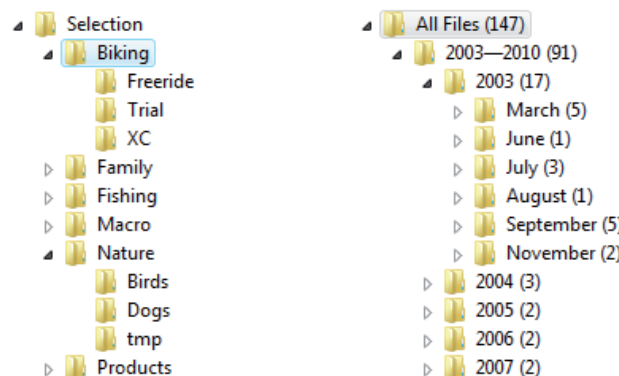 Selection
Biking
Freeride
Trial
XC
Family
Fishing
Macro
Nature
Birds
Dogs
tmp
Products
All Files (147)
2003—2010 (91)
2003 (17)
March (5)
June (1)
July (3)
August (1)
September (5)
November (2)
2004 (3)
2005 (2)
2006 (2)
2007 (2)